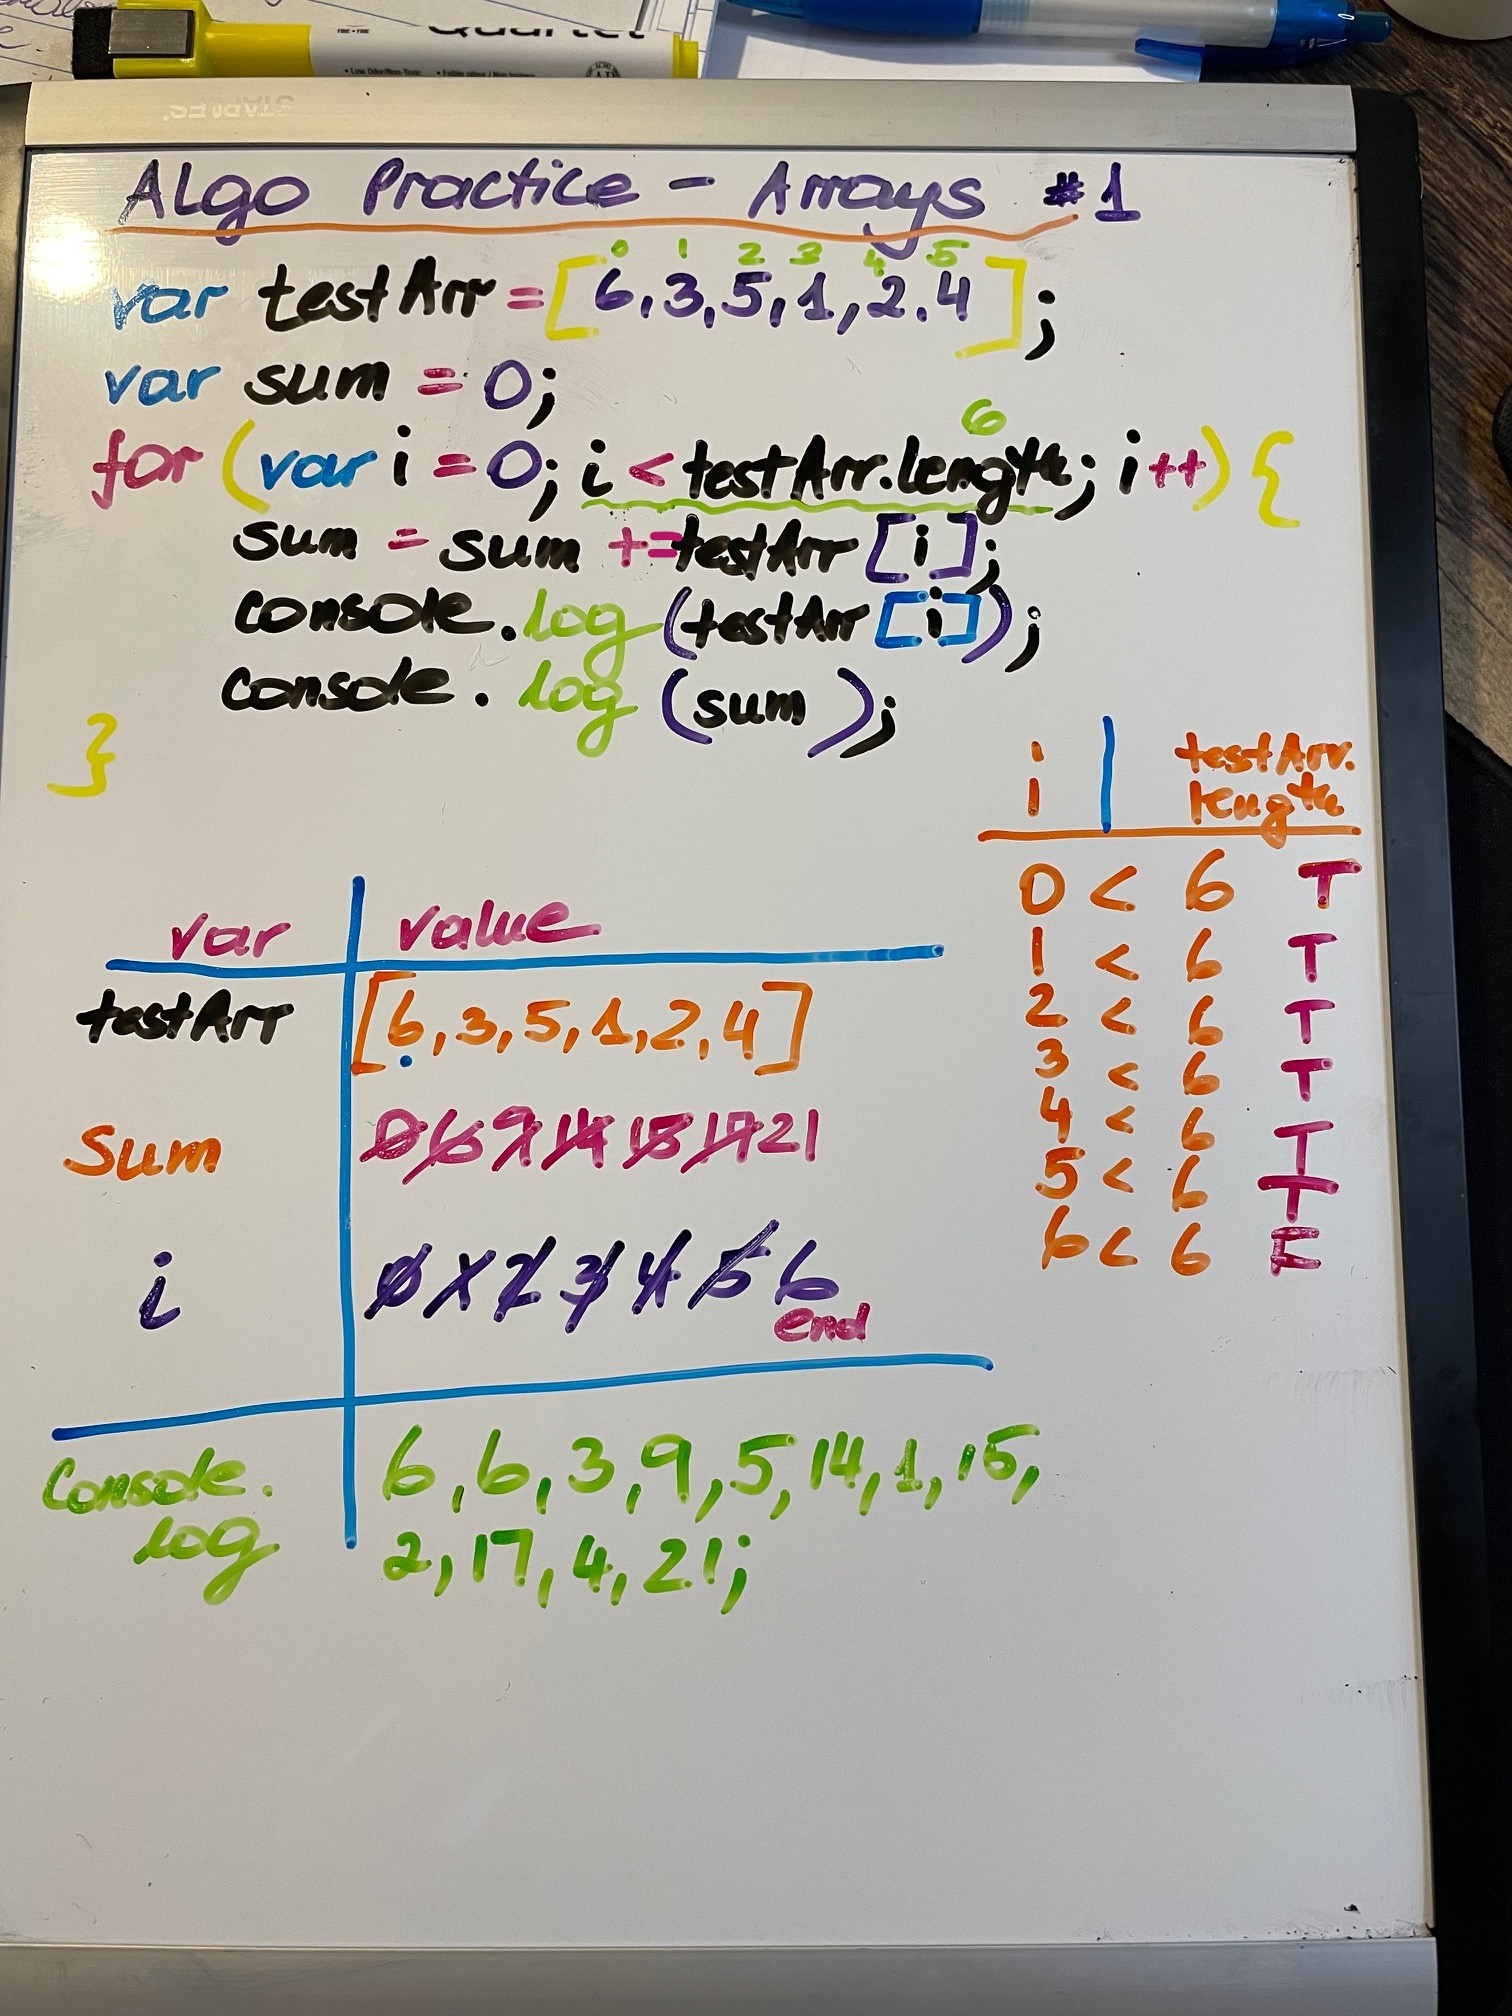 Quartet
• Low Odor/Non-Toxic
STAPLES
Algo Practice - Arrays #1
0 1 2 3 4 5
var testArr = [6,3,5,1,2,4];
var sum = 0;
6
for (var i = 0; i < testArr.length; i++) {
sum = sum += testArr [i];
console.log (testArr [i]);
console.log (sum);
}
i | testArr.
length
0 < 6 T
1 < 6 T
2 < 6 T
3 < 6 T
4 < 6 T
5 < 6 T
6 < 6 F
var value
testArr [6,3,5,1,2,4]
Sum 0 6 9 14 15 17 21
i 0 1 2 3 4 5 6
end
Console. 6,6,3,9,5,14,1,15,
log 2,17,4,21;